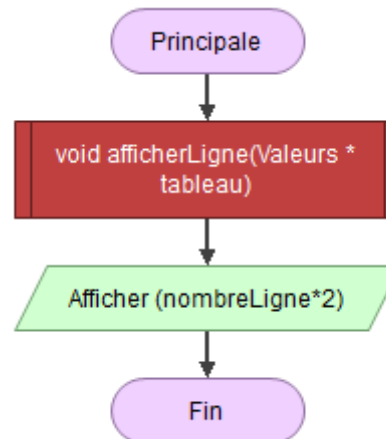 Principale
void afficherLigne(Valeurs *
tableau)
Afficher (nombreLigne*2)
Fin